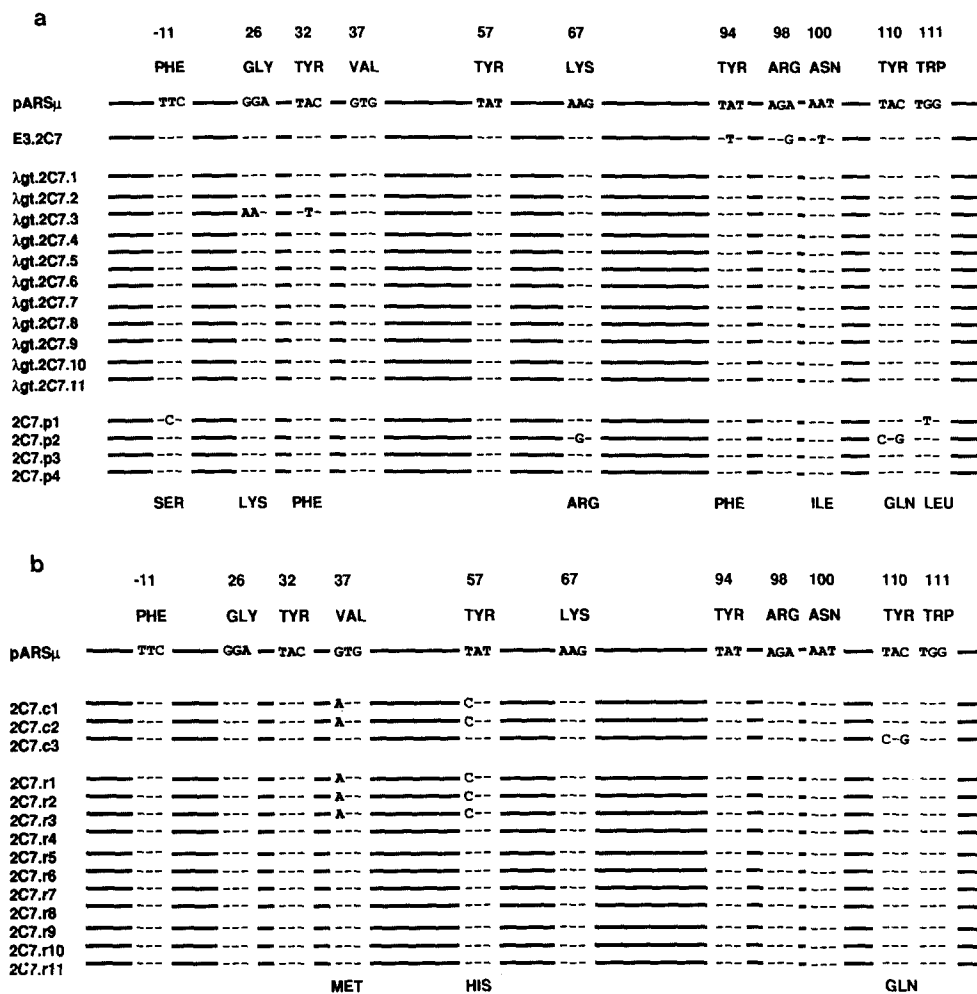 a
-11 26 32 37 57 67 94 98 100 110 111
PHE GLY TYR VAL TYR LYS TYR ARG ASN TYR TRP
pARSμ TTC GGA TAC GTG TAT AAG TAT AGA AAT TAC TGG
E3.2C7 --- --- --- --- --- --- -T- --G -T- --- ---
λgt.2C7.1 --- --- --- --- --- --- --- --- --- --- ---
λgt.2C7.2 --- --- --- --- --- --- --- --- --- --- ---
λgt.2C7.3 --- AA- -T- --- --- --- --- --- --- --- ---
λgt.2C7.4 --- --- --- --- --- --- --- --- --- --- ---
λgt.2C7.5 --- --- --- --- --- --- --- --- --- --- ---
λgt.2C7.6 --- --- --- --- --- --- --- --- --- --- ---
λgt.2C7.7 --- --- --- --- --- --- --- --- --- --- ---
λgt.2C7.8 --- --- --- --- --- --- --- --- --- --- ---
λgt.2C7.9 --- --- --- --- --- --- --- --- --- --- ---
λgt.2C7.10 --- --- --- --- --- --- --- --- --- --- ---
λgt.2C7.11 --- --- --- --- --- --- --- --- --- --- ---
2C7.p1 -C- --- --- --- --- --- --- --- --- --- -T-
2C7.p2 --- --- --- --- --- -G- --- --- --- C-G ---
2C7.p3 --- --- --- --- --- --- --- --- --- --- ---
2C7.p4 --- --- --- --- --- --- --- --- --- --- ---
SER LYS PHE ARG PHE ILE GLN LEU
b
-11 26 32 37 57 67 94 98 100 110 111
PHE GLY TYR VAL TYR LYS TYR ARG ASN TYR TRP
pARSμ TTC GGA TAC GTG TAT AAG TAT AGA AAT TAC TGG
2C7.c1 --- --- --- A-- C-- --- --- --- --- --- ---
2C7.c2 --- --- --- A-- C-- --- --- --- --- --- ---
2C7.c3 --- --- --- --- --- --- --- --- --- C-G ---
2C7.r1 --- --- --- A-- C-- --- --- --- --- --- ---
2C7.r2 --- --- --- A-- C-- --- --- --- --- --- ---
2C7.r3 --- --- --- A-- C-- --- --- --- --- --- ---
2C7.r4 --- --- --- --- --- --- --- --- --- --- ---
2C7.r5 --- --- --- --- --- --- --- --- --- --- ---
2C7.r6 --- --- --- --- --- --- --- --- --- --- ---
2C7.r7 --- --- --- --- --- --- --- --- --- --- ---
2C7.r8 --- --- --- --- --- --- --- --- --- --- ---
2C7.r9 --- --- --- --- --- --- --- --- --- --- ---
2C7.r10 --- --- --- --- --- --- --- --- --- --- ---
2C7.r11 --- --- --- --- --- --- --- --- --- --- ---
MET HIS GLN